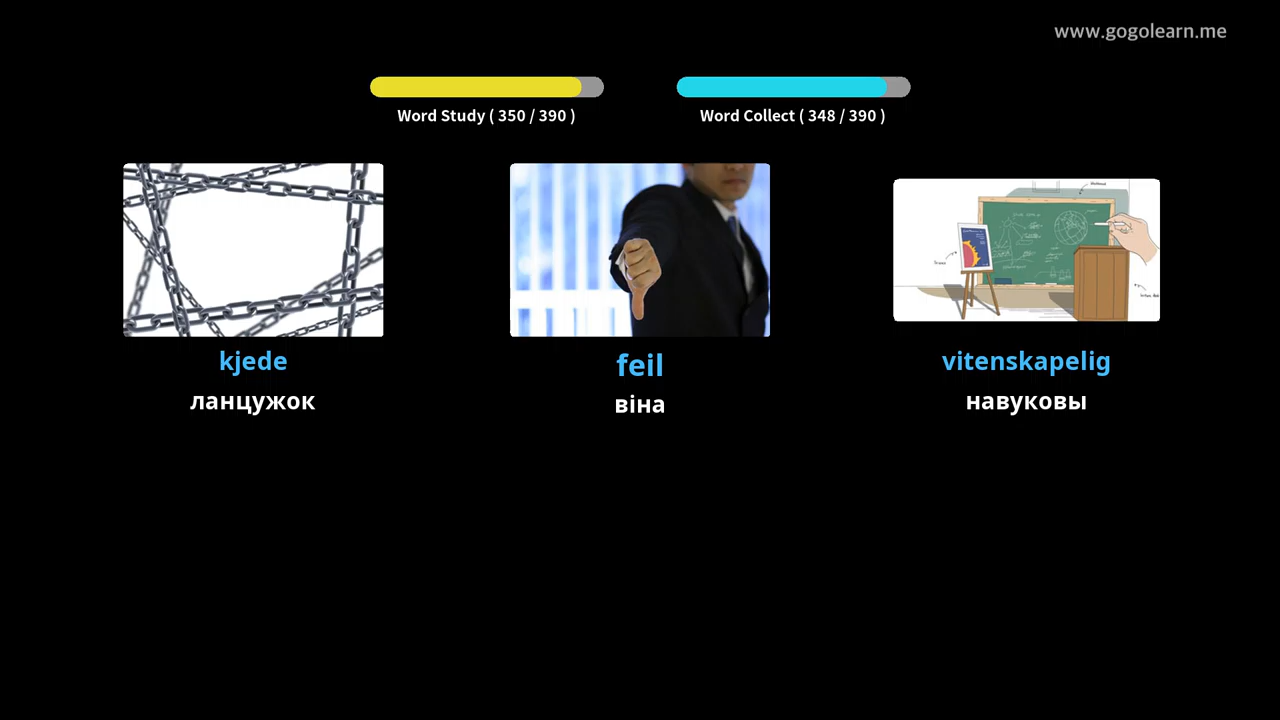 www.gogolearn.me
Word Study ( 350 / 390 )
Word Collect ( 348 / 390 )
kjede
feil
vitenskapelig
ланцужок
віна
навуковы